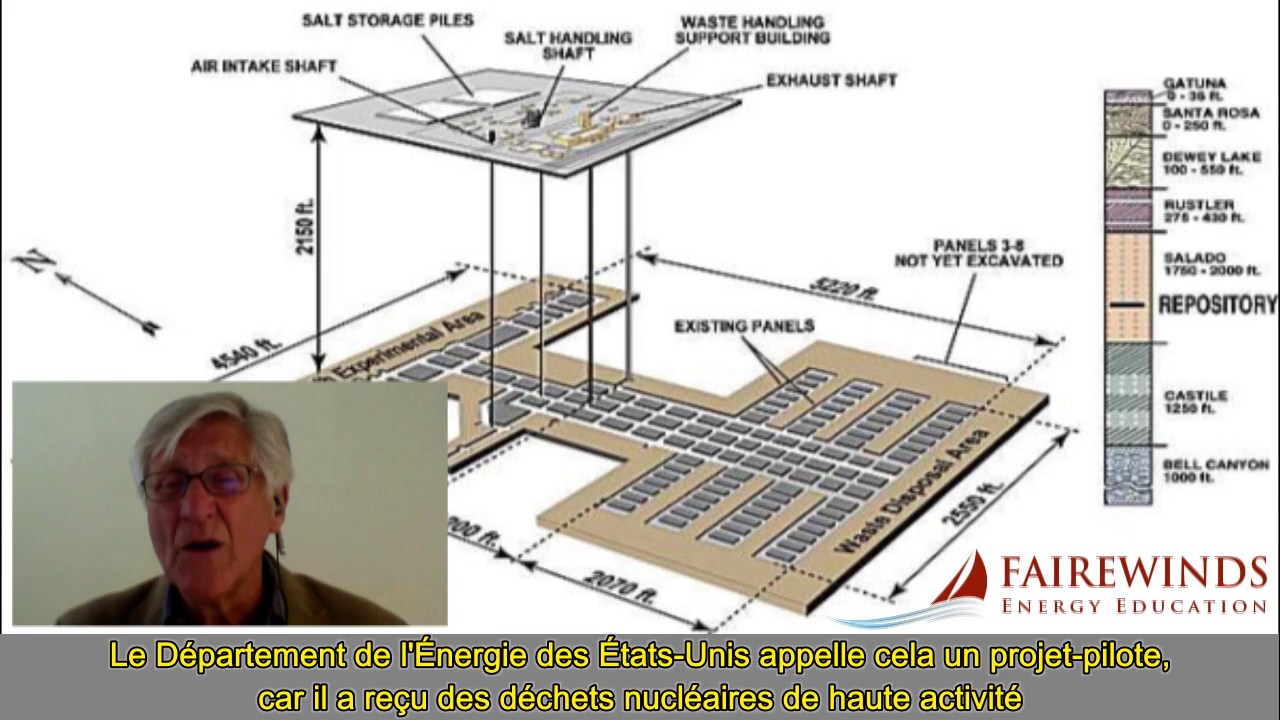 SALT STORAGE PILES
WASTE HANDLING
SUPPORT BUILDING
SALT HANDLING
SHAFT
AIR INTAKE SHAFT
EXHAUST SHAFT
GATUNA
0 - 36 ft.
SANTA ROSA
0 - 250 ft.
DEWEY LAKE
100 - 550 ft.
RUSTLER
275 - 430 ft.
SALADO
1750 - 2000 ft.
REPOSITORY
CASTILE
1250 ft.
BELL CANYON
1000 ft.
2150 ft.
N
PANELS 3-8
NOT YET EXCAVATED
5220 ft.
EXISTING PANELS
4540 ft.
Experimental Area
Waste Disposal Area
2550 ft.
2070 ft.
FAIREWINDS
ENERGY EDUCATION
Le Département de l'Énergie des États-Unis appelle cela un projet-pilote,
car il a reçu des déchets nucléaires de haute activité